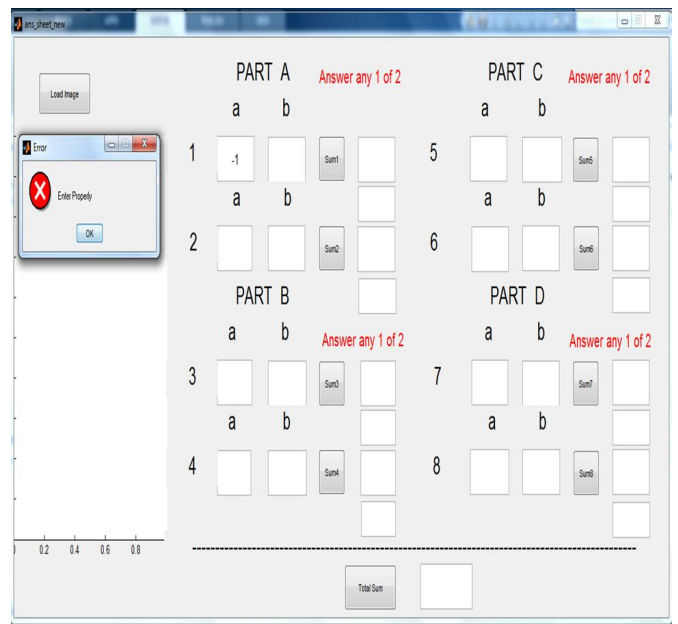 ans_sheet_new
Load Image
PART A
Answer any 1 of 2
a b
1 -1 Sum1
a b
2 Sum2
PART B
Answer any 1 of 2
a b
3 Sum3
a b
4 Sum4
PART C
Answer any 1 of 2
a b
5 Sum5
a b
6 Sum6
PART D
Answer any 1 of 2
a b
7 Sum7
a b
8 Sum8
Error
Enter Properly
OK
0.2 0.4 0.6 0.8
Total Sum